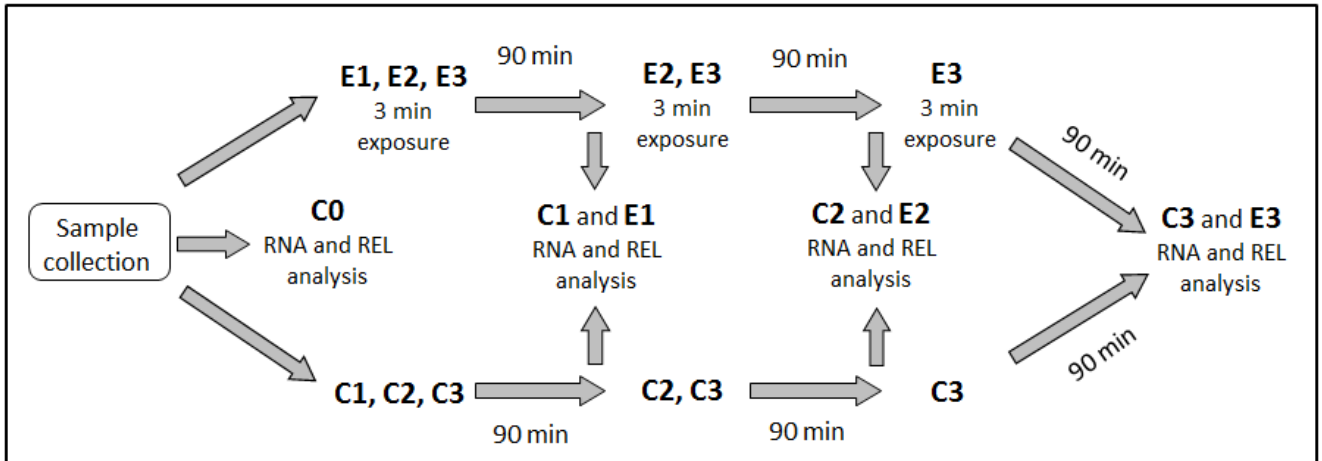 90 min
90 min
E1, E2, E3
3 min
exposure
E2, E3
3 min
exposure
E3
3 min
exposure
90 min
Sample
collection
C0
RNA and REL
analysis
C1 and E1
RNA and REL
analysis
C2 and E2
RNA and REL
analysis
C3 and E3
RNA and REL
analysis
90 min
C1, C2, C3
C2, C3
C3
90 min
90 min